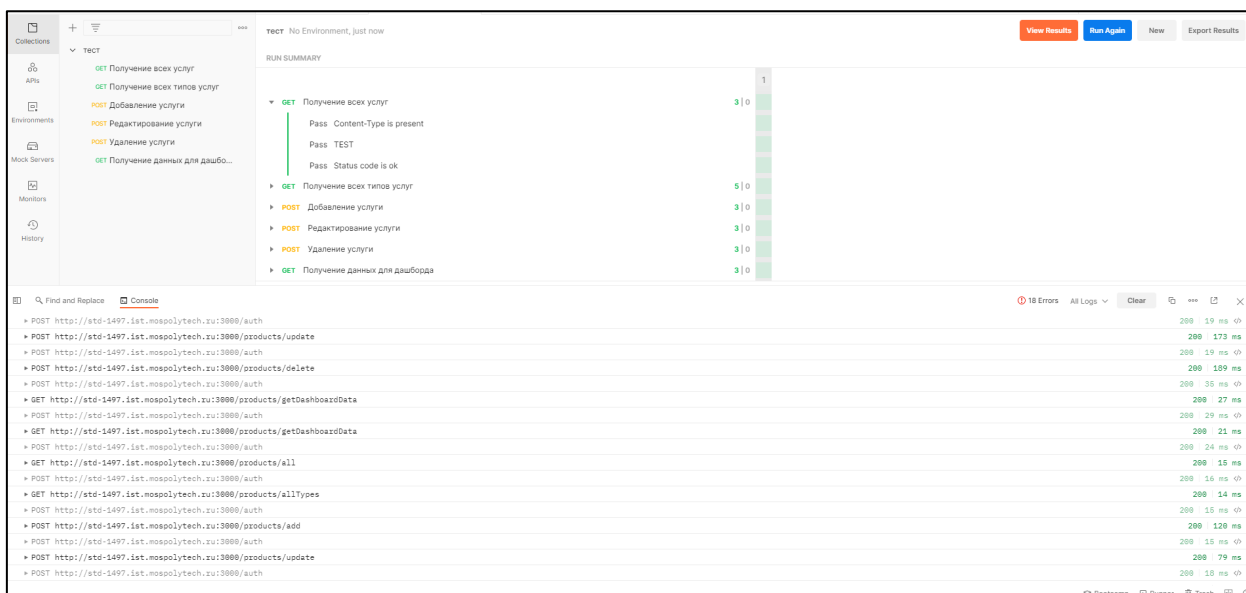 Collections
APIs
Environments
Mock Servers
Monitors
History
тест
GET Получение всех услуг
GET Получение всех типов услуг
POST Добавление услуги
POST Редактирование услуги
POST Удаление услуги
GET Получение данных для дашбо...
тест No Environment, just now
View Results Run Again New Export Results
RUN SUMMARY
1
GET Получение всех услуг 3 | 0
Pass Content-Type is present
Pass TEST
Pass Status code is ok
GET Получение всех типов услуг 5 | 0
POST Добавление услуги 3 | 0
POST Редактирование услуги 3 | 0
POST Удаление услуги 3 | 0
GET Получение данных для дашборда 3 | 0
Find and Replace Console 18 Errors All Logs Clear
POST http://std-1497.ist.mospolytech.ru:3000/auth 200 19 ms
POST http://std-1497.ist.mospolytech.ru:3000/products/update 200 173 ms
POST http://std-1497.ist.mospolytech.ru:3000/auth 200 19 ms
POST http://std-1497.ist.mospolytech.ru:3000/products/delete 200 189 ms
POST http://std-1497.ist.mospolytech.ru:3000/auth 200 35 ms
GET http://std-1497.ist.mospolytech.ru:3000/products/getDashboardData 200 27 ms
POST http://std-1497.ist.mospolytech.ru:3000/auth 200 29 ms
GET http://std-1497.ist.mospolytech.ru:3000/products/getDashboardData 200 21 ms
POST http://std-1497.ist.mospolytech.ru:3000/auth 200 24 ms
GET http://std-1497.ist.mospolytech.ru:3000/products/all 200 15 ms
POST http://std-1497.ist.mospolytech.ru:3000/auth 200 16 ms
GET http://std-1497.ist.mospolytech.ru:3000/products/allTypes 200 14 ms
POST http://std-1497.ist.mospolytech.ru:3000/auth 200 15 ms
POST http://std-1497.ist.mospolytech.ru:3000/products/add 200 120 ms
POST http://std-1497.ist.mospolytech.ru:3000/auth 200 15 ms
POST http://std-1497.ist.mospolytech.ru:3000/products/update 200 79 ms
POST http://std-1497.ist.mospolytech.ru:3000/auth 200 18 ms